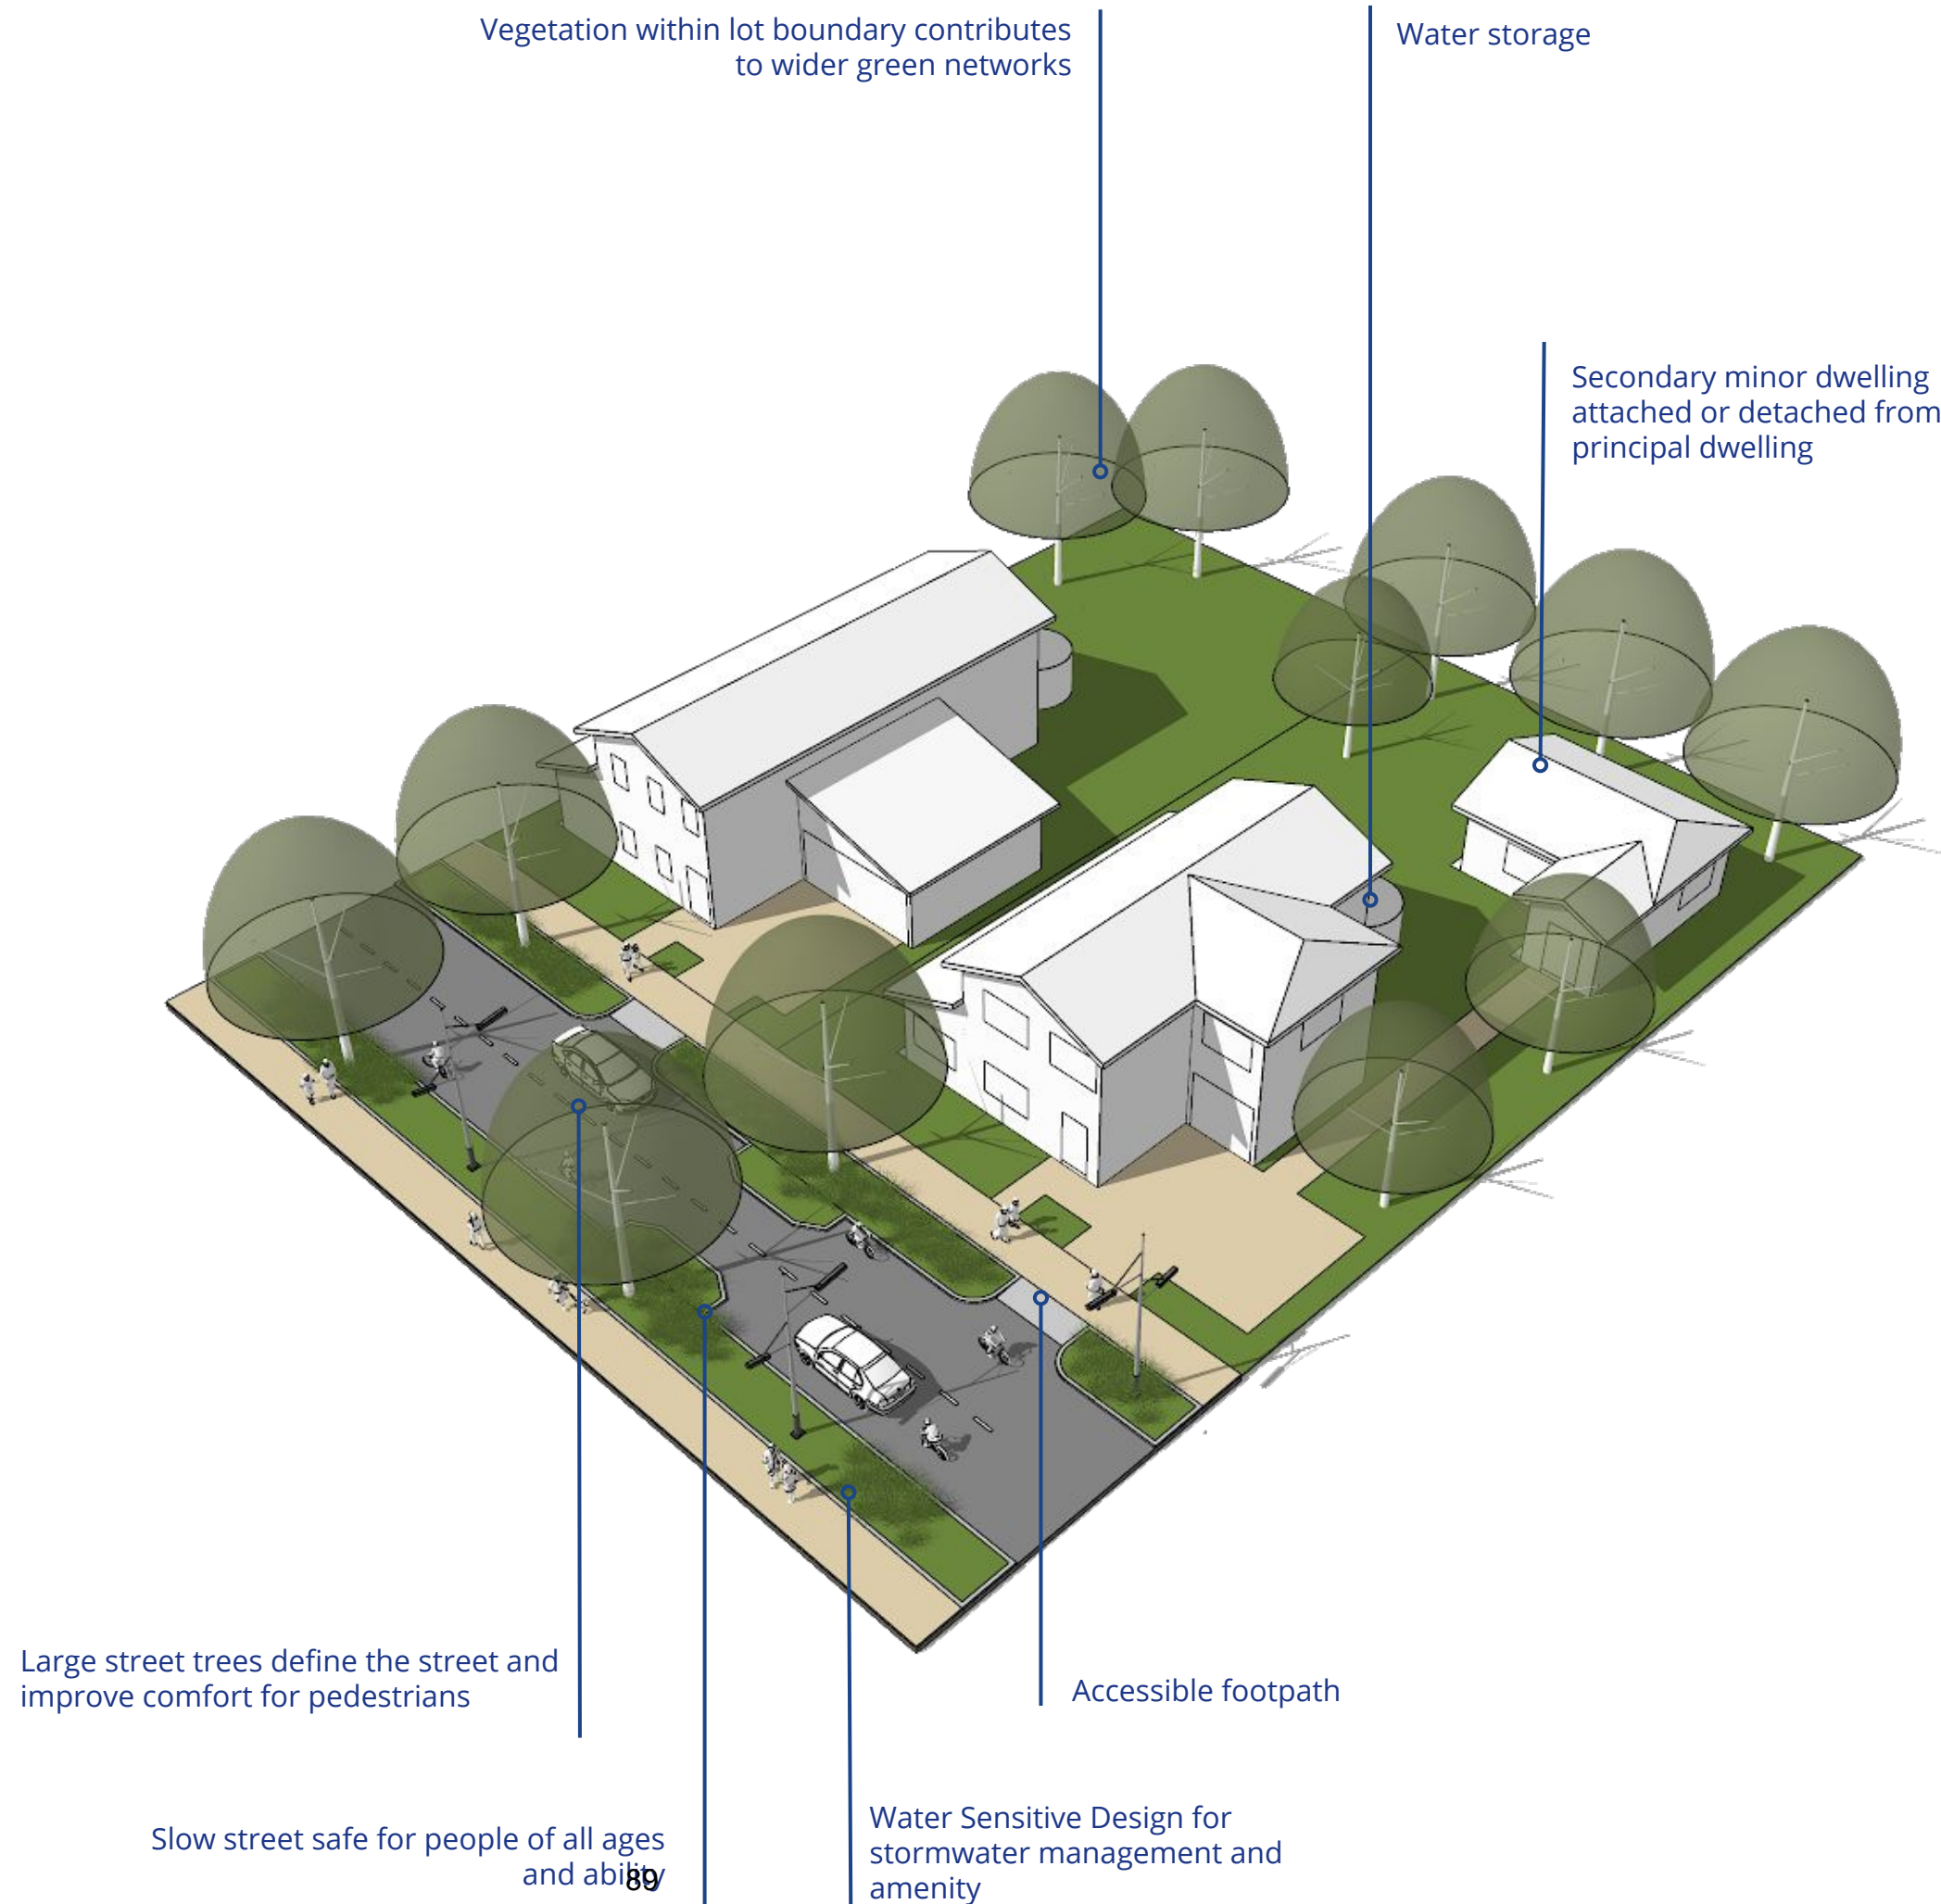 Vegetation within lot boundary contributes
to wider green networks
Water storage
Secondary minor dwelling
attached or detached from
principal dwelling
Large street trees define the street and
improve comfort for pedestrians
Accessible footpath
Slow street safe for people of all ages
and ability
89
Water Sensitive Design for
stormwater management and
amenity